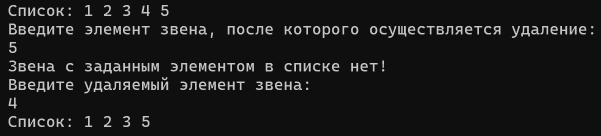 Список: 1 2 3 4 5
Введите элемент звена, после которого осуществляется удаление:
5
Звена с заданным элементом в списке нет!
Введите удаляемый элемент звена:
4
Список: 1 2 3 5